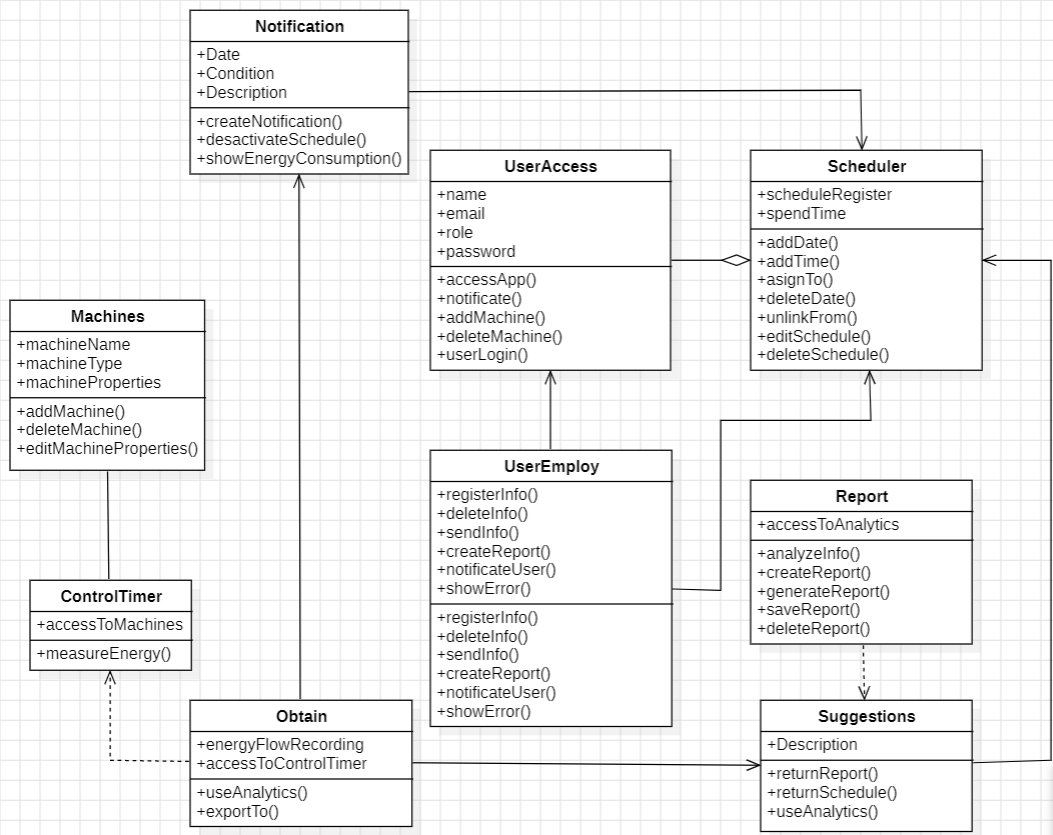 Notification
+Date
+Condition
+Description
+createNotification()
+desactivateSchedule()
+showEnergyConsumption()
UserAccess
+name
+email
+role
+password
+accessApp()
+notificate()
+addMachine()
+deleteMachine()
+userLogin()
Scheduler
+scheduleRegister
+spendTime
+addDate()
+addTime()
+asignTo()
+deleteDate()
+unlinkFrom()
+editSchedule()
+deleteSchedule()
Machines
+machineName
+machineType
+machineProperties
+addMachine()
+deleteMachine()
+editMachineProperties()
UserEmploy
+registerInfo()
+deleteInfo()
+sendInfo()
+createReport()
+notificateUser()
+showError()
+registerInfo()
+deleteInfo()
+sendInfo()
+createReport()
+notificateUser()
+showError()
Report
+accessToAnalytics
+analyzeInfo()
+createReport()
+generateReport()
+saveReport()
+deleteReport()
ControlTimer
+accessToMachines
+measureEnergy()
Obtain
+energyFlowRecording
+accessToControlTimer
+useAnalytics()
+exportTo()
Suggestions
+Description
+returnReport()
+returnSchedule()
+useAnalytics()